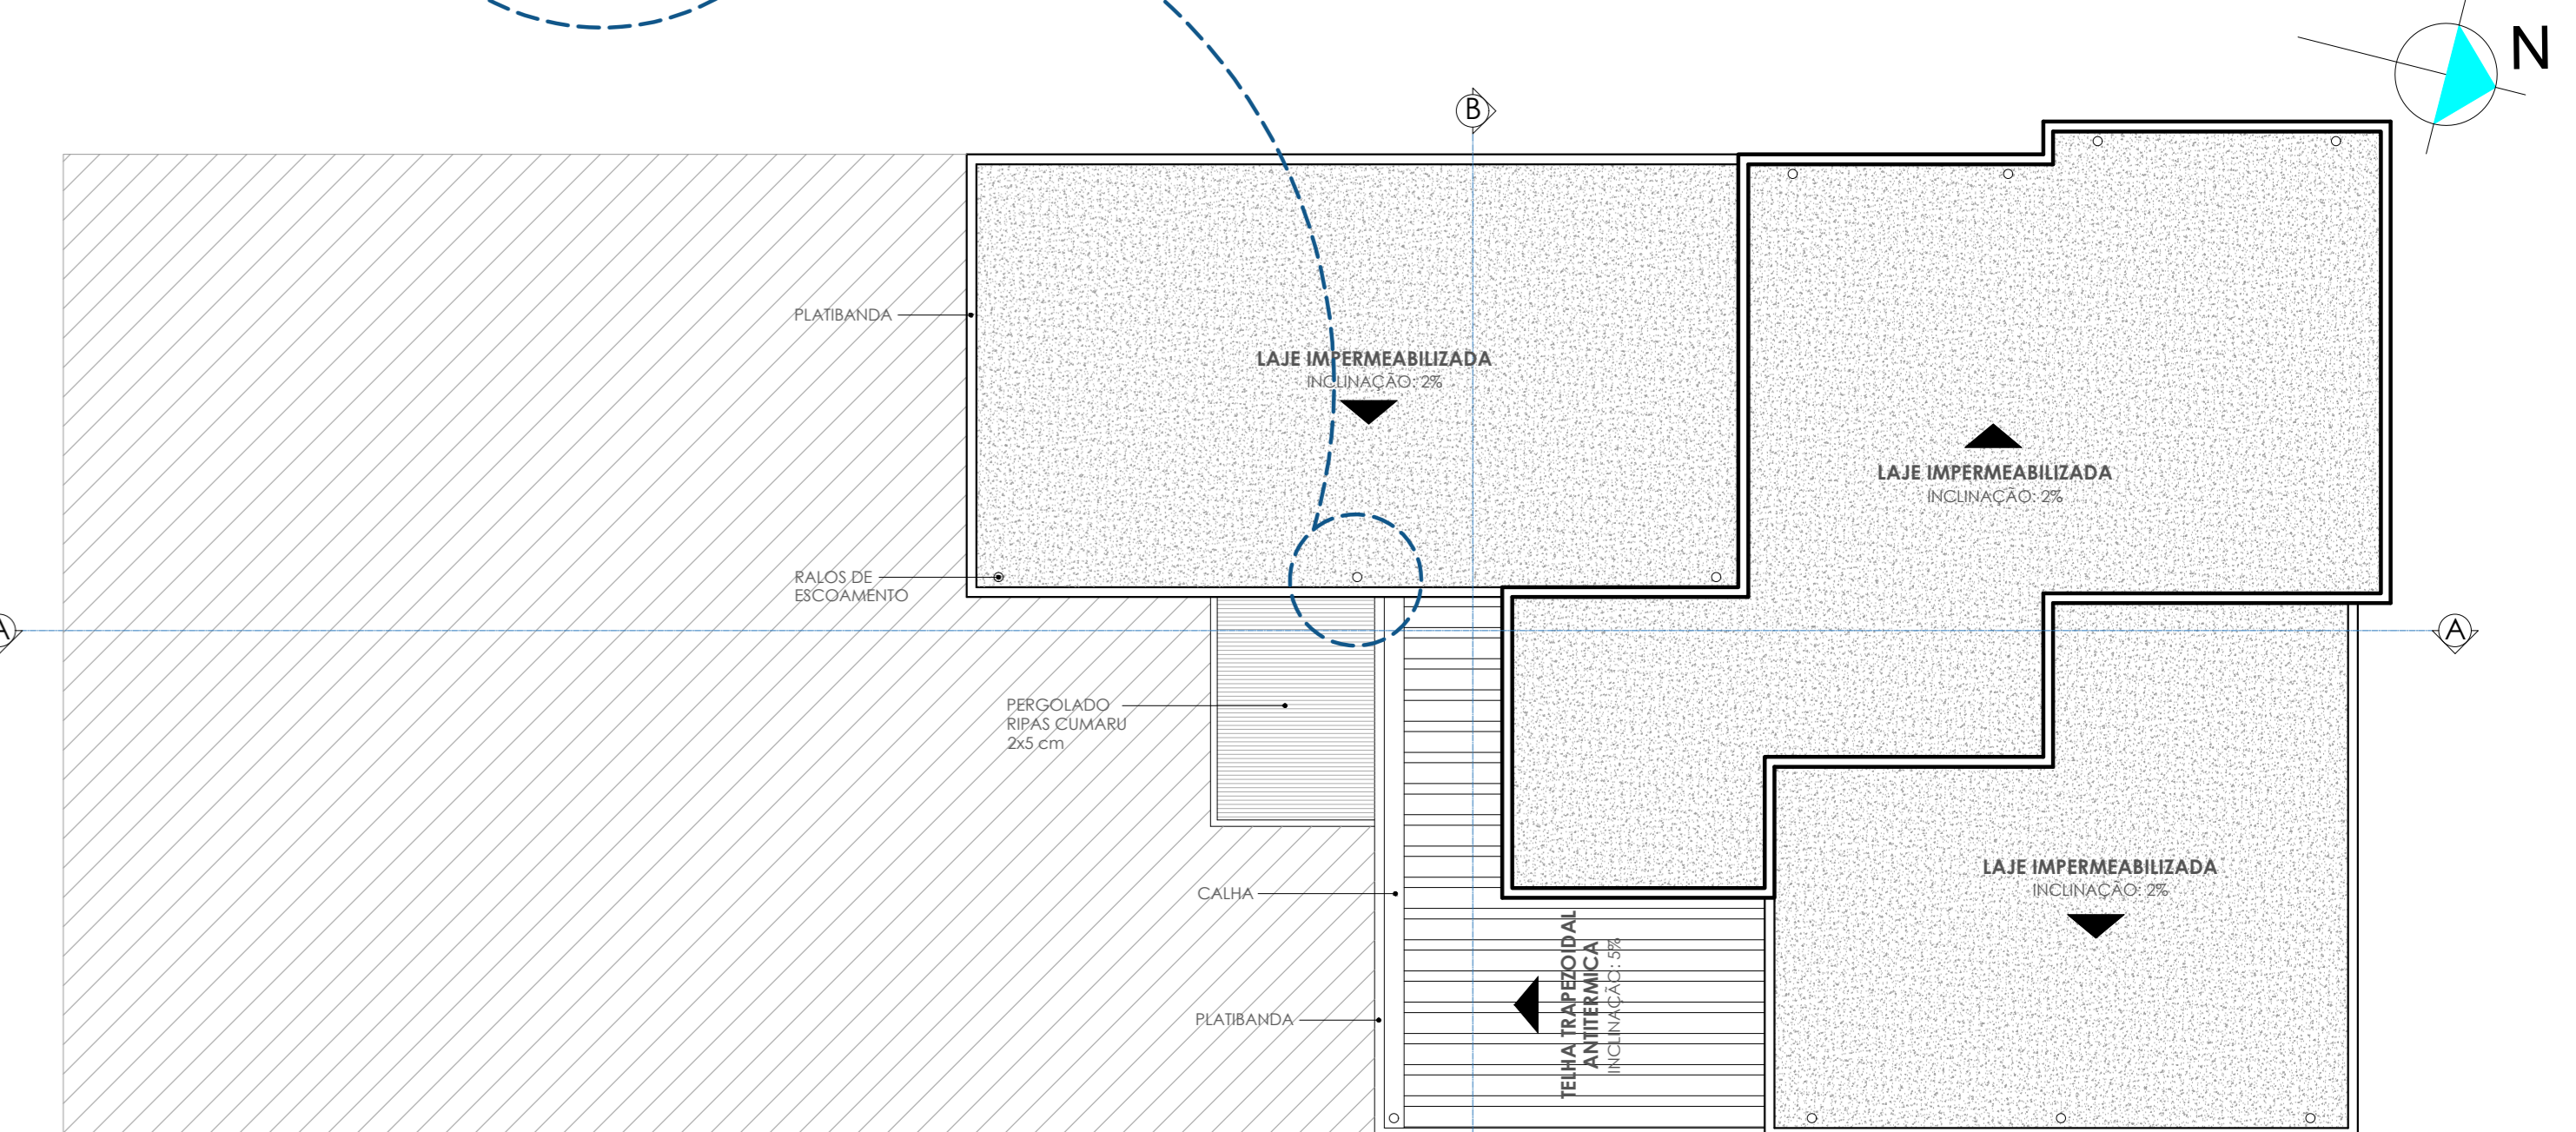 N
B
PLATIBANDA
LAJE IMPERMEABILIZADA
INCLINAÇÃO: 2%
LAJE IMPERMEABILIZADA
INCLINAÇÃO: 2%
RALOS DE
ESCOAMENTO
A
A
PERGOLADO
RIPAS CUMARU
2x5 cm
LAJE IMPERMEABILIZADA
INCLINAÇÃO: 2%
CALHA
TELHA TRAPEZOIDAL
ANTITERMICA
INCLINAÇÃO: 5%
PLATIBANDA